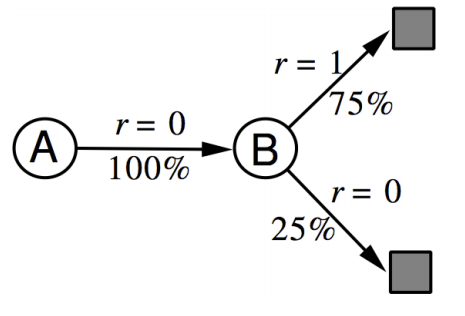 A
r = 0
100%
B
r = 1
75%
r = 0
25%